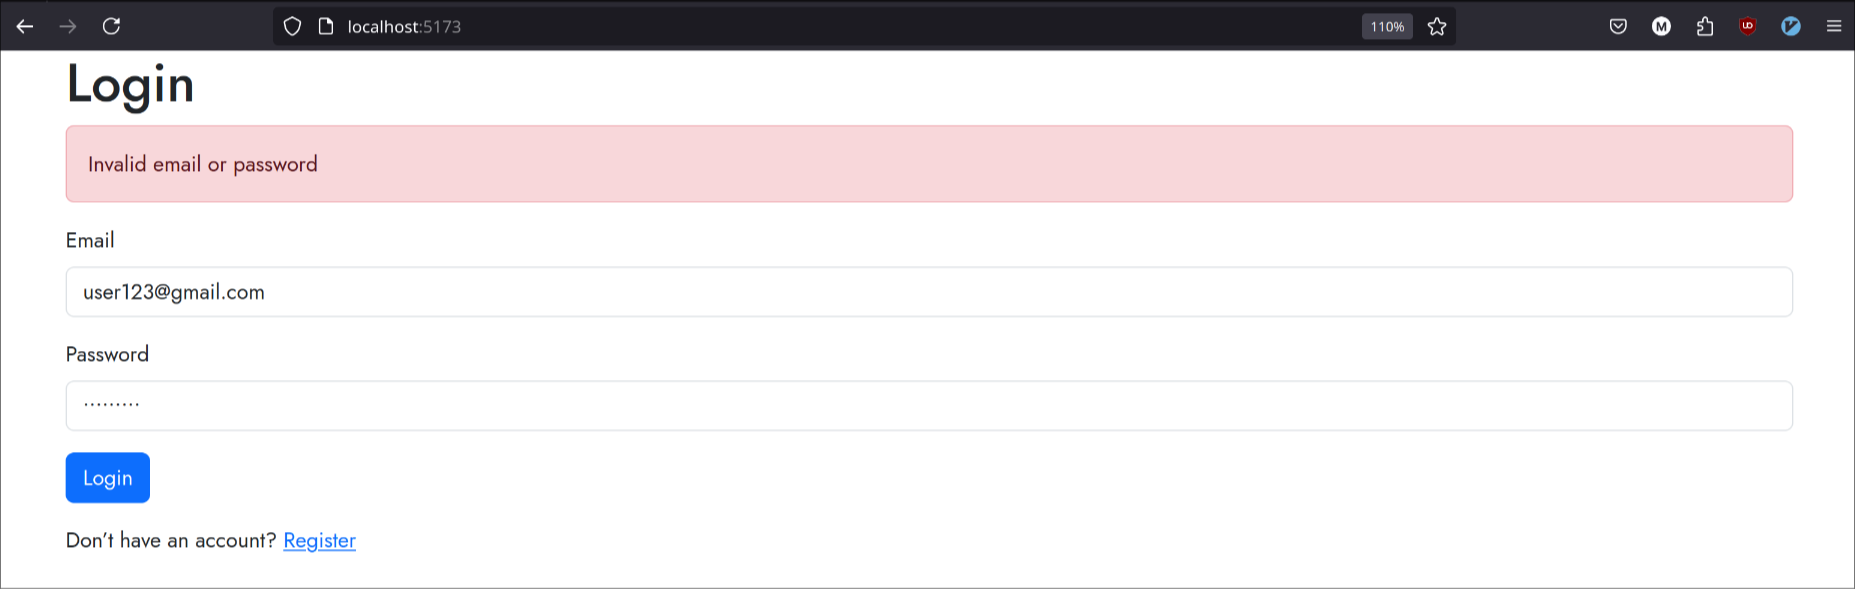 localhost:5173
110%
M
Login
Invalid email or password
Email
user123@gmail.com
Password
·········
Login
Don’t have an account? Register